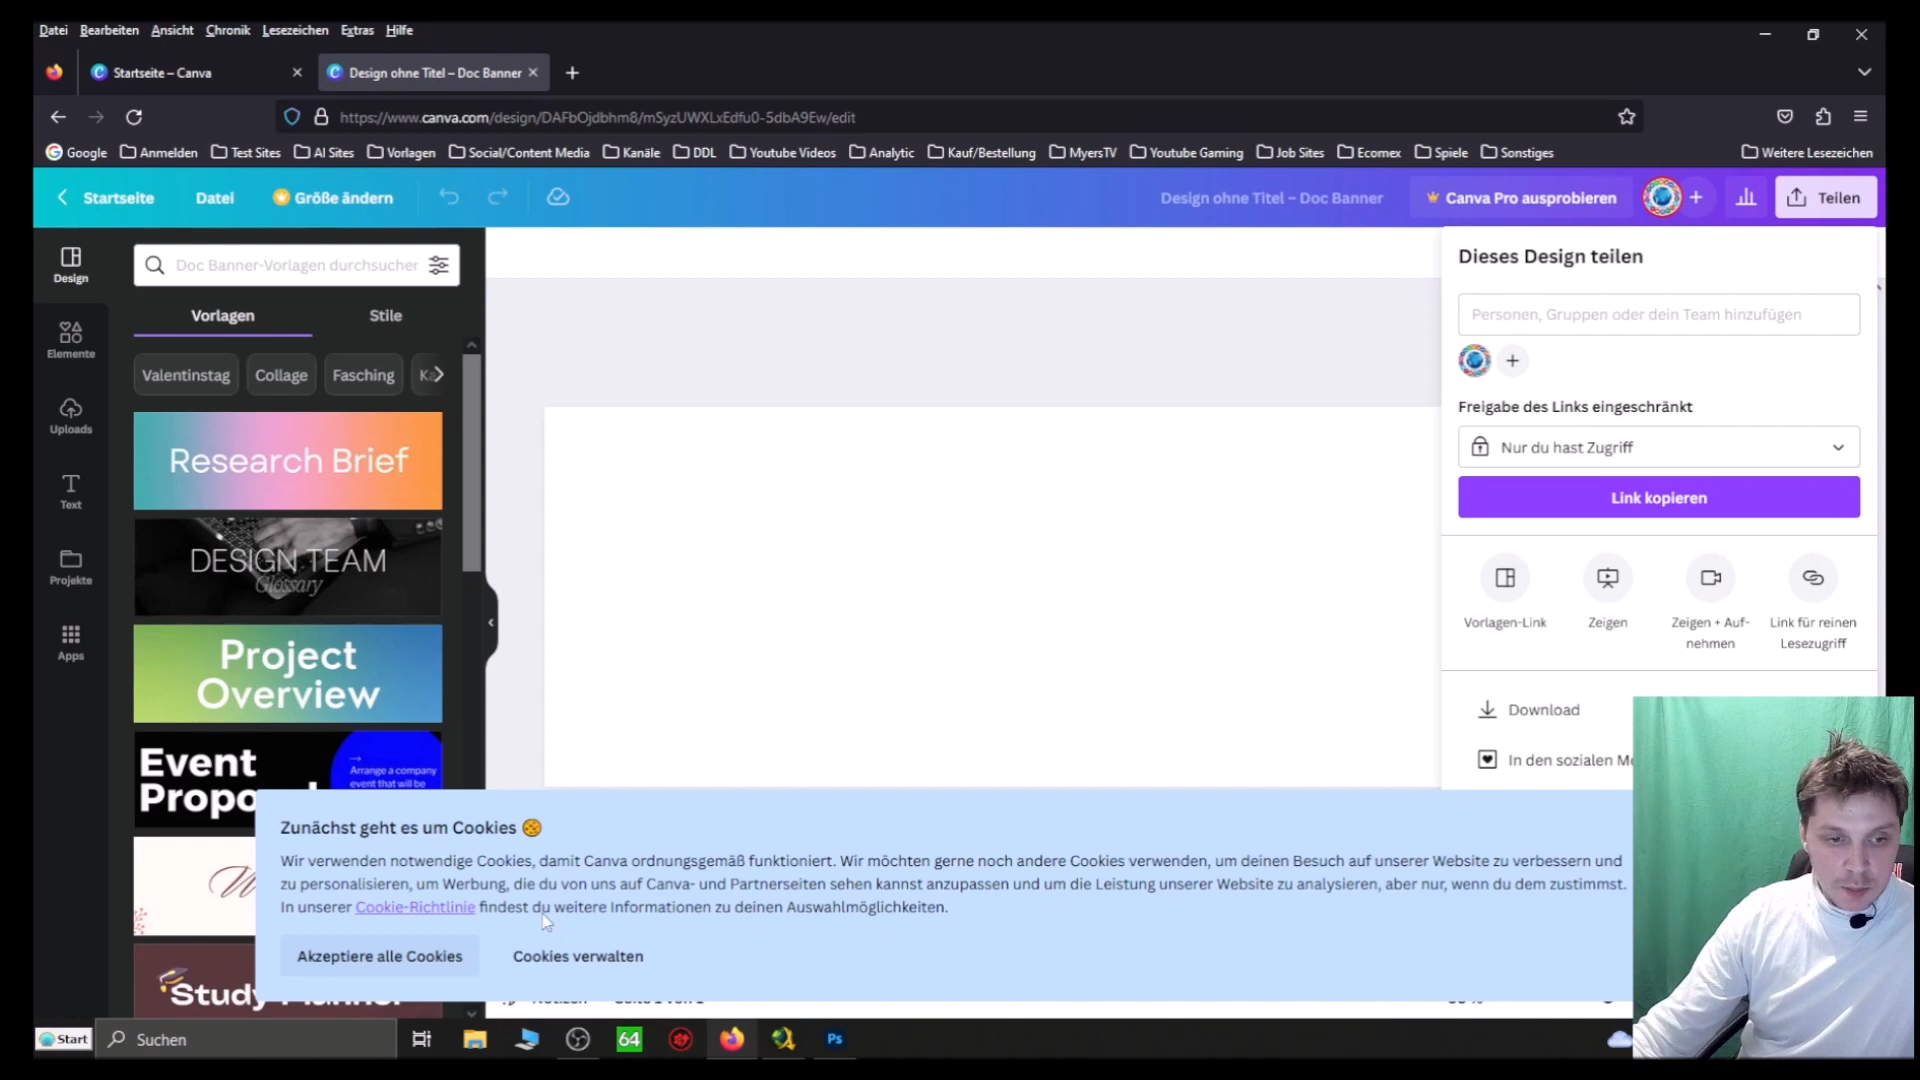 Datei Bearbeiten Ansicht Chronik Lesezeichen Extras Hilfe
Startseite – Canva
Design ohne Titel – Doc Banner
https://www.canva.com/design/DAFbOjdbhm8/mSyzUWXLxEdfu0-5dbA9Ew/edit
Google Anmelden Test Sites AI Sites Vorlagen Social/Content Media Kanäle DDL Youtube Videos Analytic Kauf/Bestellung MyersTV Youtube Gaming Job Sites Ecomex Spiele Sonstiges Weitere Lesezeichen
Startseite Datei Größe ändern Design ohne Titel – Doc Banner Canva Pro ausprobieren Teilen
Design
Elemente
Uploads
Text
Projekte
Apps
Doc Banner-Vorlagen durchsuchen
Vorlagen Stile
Valentinstag Collage Fasching
Research Brief
DESIGN TEAM
Glossary
Project
Overview
Event
Arrange a company
event that will be
Study
Dieses Design teilen
Personen, Gruppen oder dein Team hinzufügen
Freigabe des Links eingeschränkt
Nur du hast Zugriff
Link kopieren
Vorlagen-Link
Zeigen
Zeigen + Auf-
nehmen
Link für reinen
Lesezugriff
Download
In den sozialen
Zunächst geht es um Cookies
Wir verwenden notwendige Cookies, damit Canva ordnungsgemäß funktioniert. Wir möchten gerne noch andere Cookies verwenden, um deinen Besuch auf unserer Website zu verbessern und
zu personalisieren, um Werbung, die du von uns auf Canva- und Partnerseiten sehen kannst anzupassen und um die Leistung unserer Website zu analysieren, aber nur, wenn du dem zustimmst.
In unserer Cookie-Richtlinie findest du weitere Informationen zu deinen Auswahlmöglichkeiten.
Akzeptiere alle Cookies Cookies verwalten
Start Suchen 64 Ps